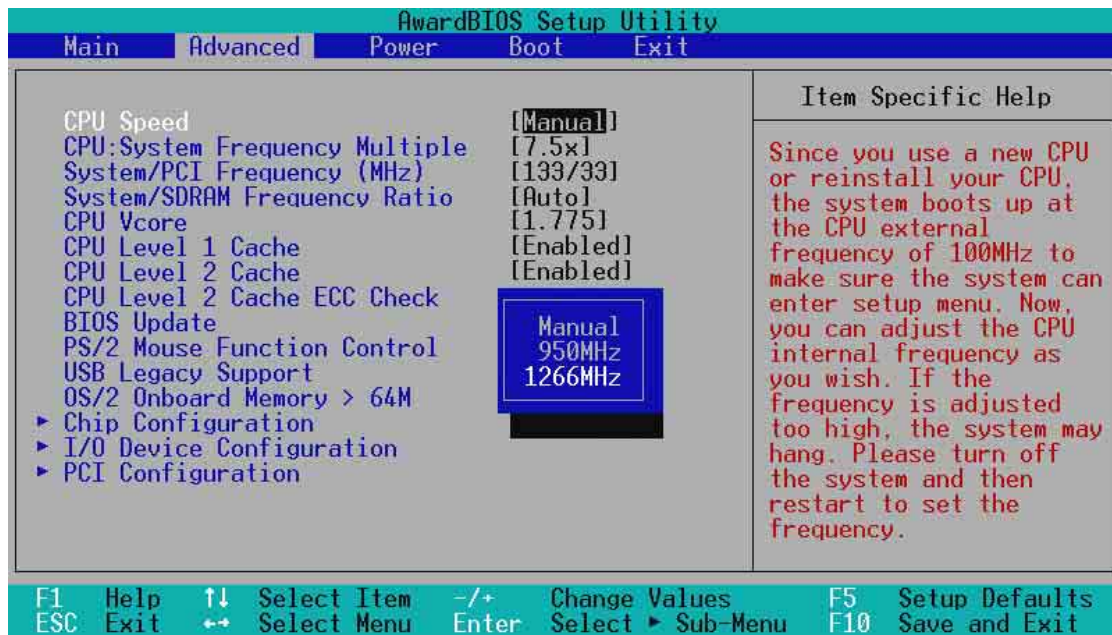 AwardBIOS Setup Utility
Main Advanced Power Boot Exit
CPU Speed [Manual]
CPU:System Frequency Multiple [7.5x]
System/PCI Frequency (MHz) [133/33]
System/SDRAM Frequency Ratio [Auto]
CPU Vcore [1.775]
CPU Level 1 Cache [Enabled]
CPU Level 2 Cache [Enabled]
CPU Level 2 Cache ECC Check
BIOS Update
PS/2 Mouse Function Control
USB Legacy Support
OS/2 Onboard Memory > 64M
► Chip Configuration
► I/O Device Configuration
► PCI Configuration
Manual
950MHz
1266MHz
Item Specific Help
Since you use a new CPU
or reinstall your CPU,
the system boots up at
the CPU external
frequency of 100MHz to
make sure the system can
enter setup menu. Now,
you can adjust the CPU
internal frequency as
you wish. If the
frequency is adjusted
too high, the system may
hang. Please turn off
the system and then
restart to set the
frequency.
F1 Help ↑↓ Select Item -/+ Change Values F5 Setup Defaults
ESC Exit ←→ Select Menu Enter Select ► Sub-Menu F10 Save and Exit